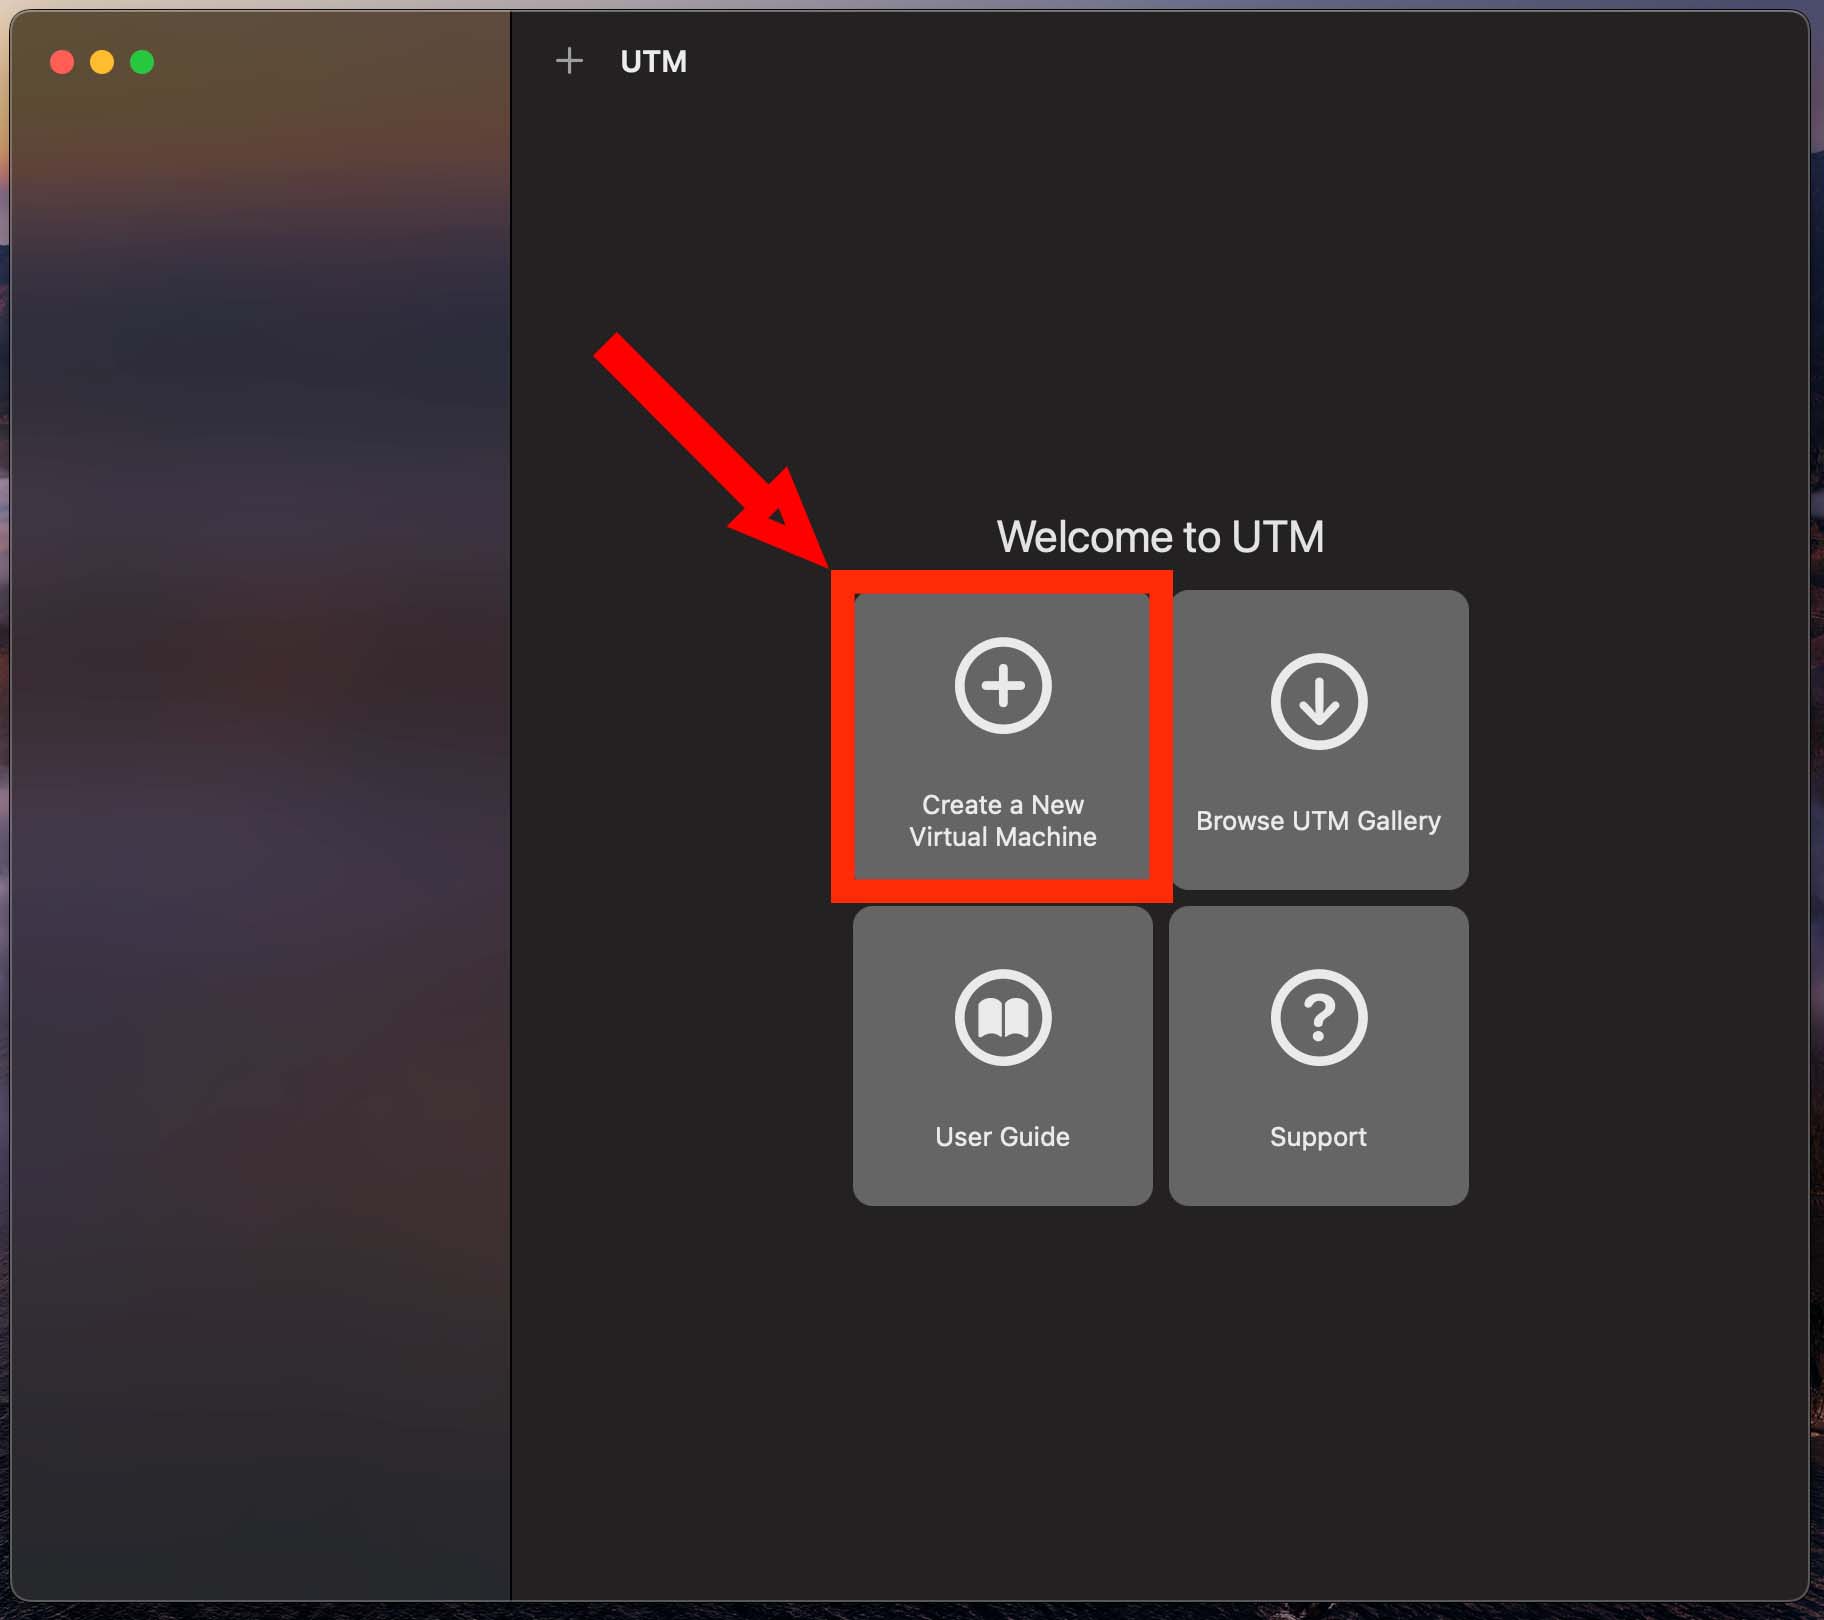 UTM
Welcome to UTM
Create a New
Virtual Machine
Browse UTM Gallery
User Guide
Support